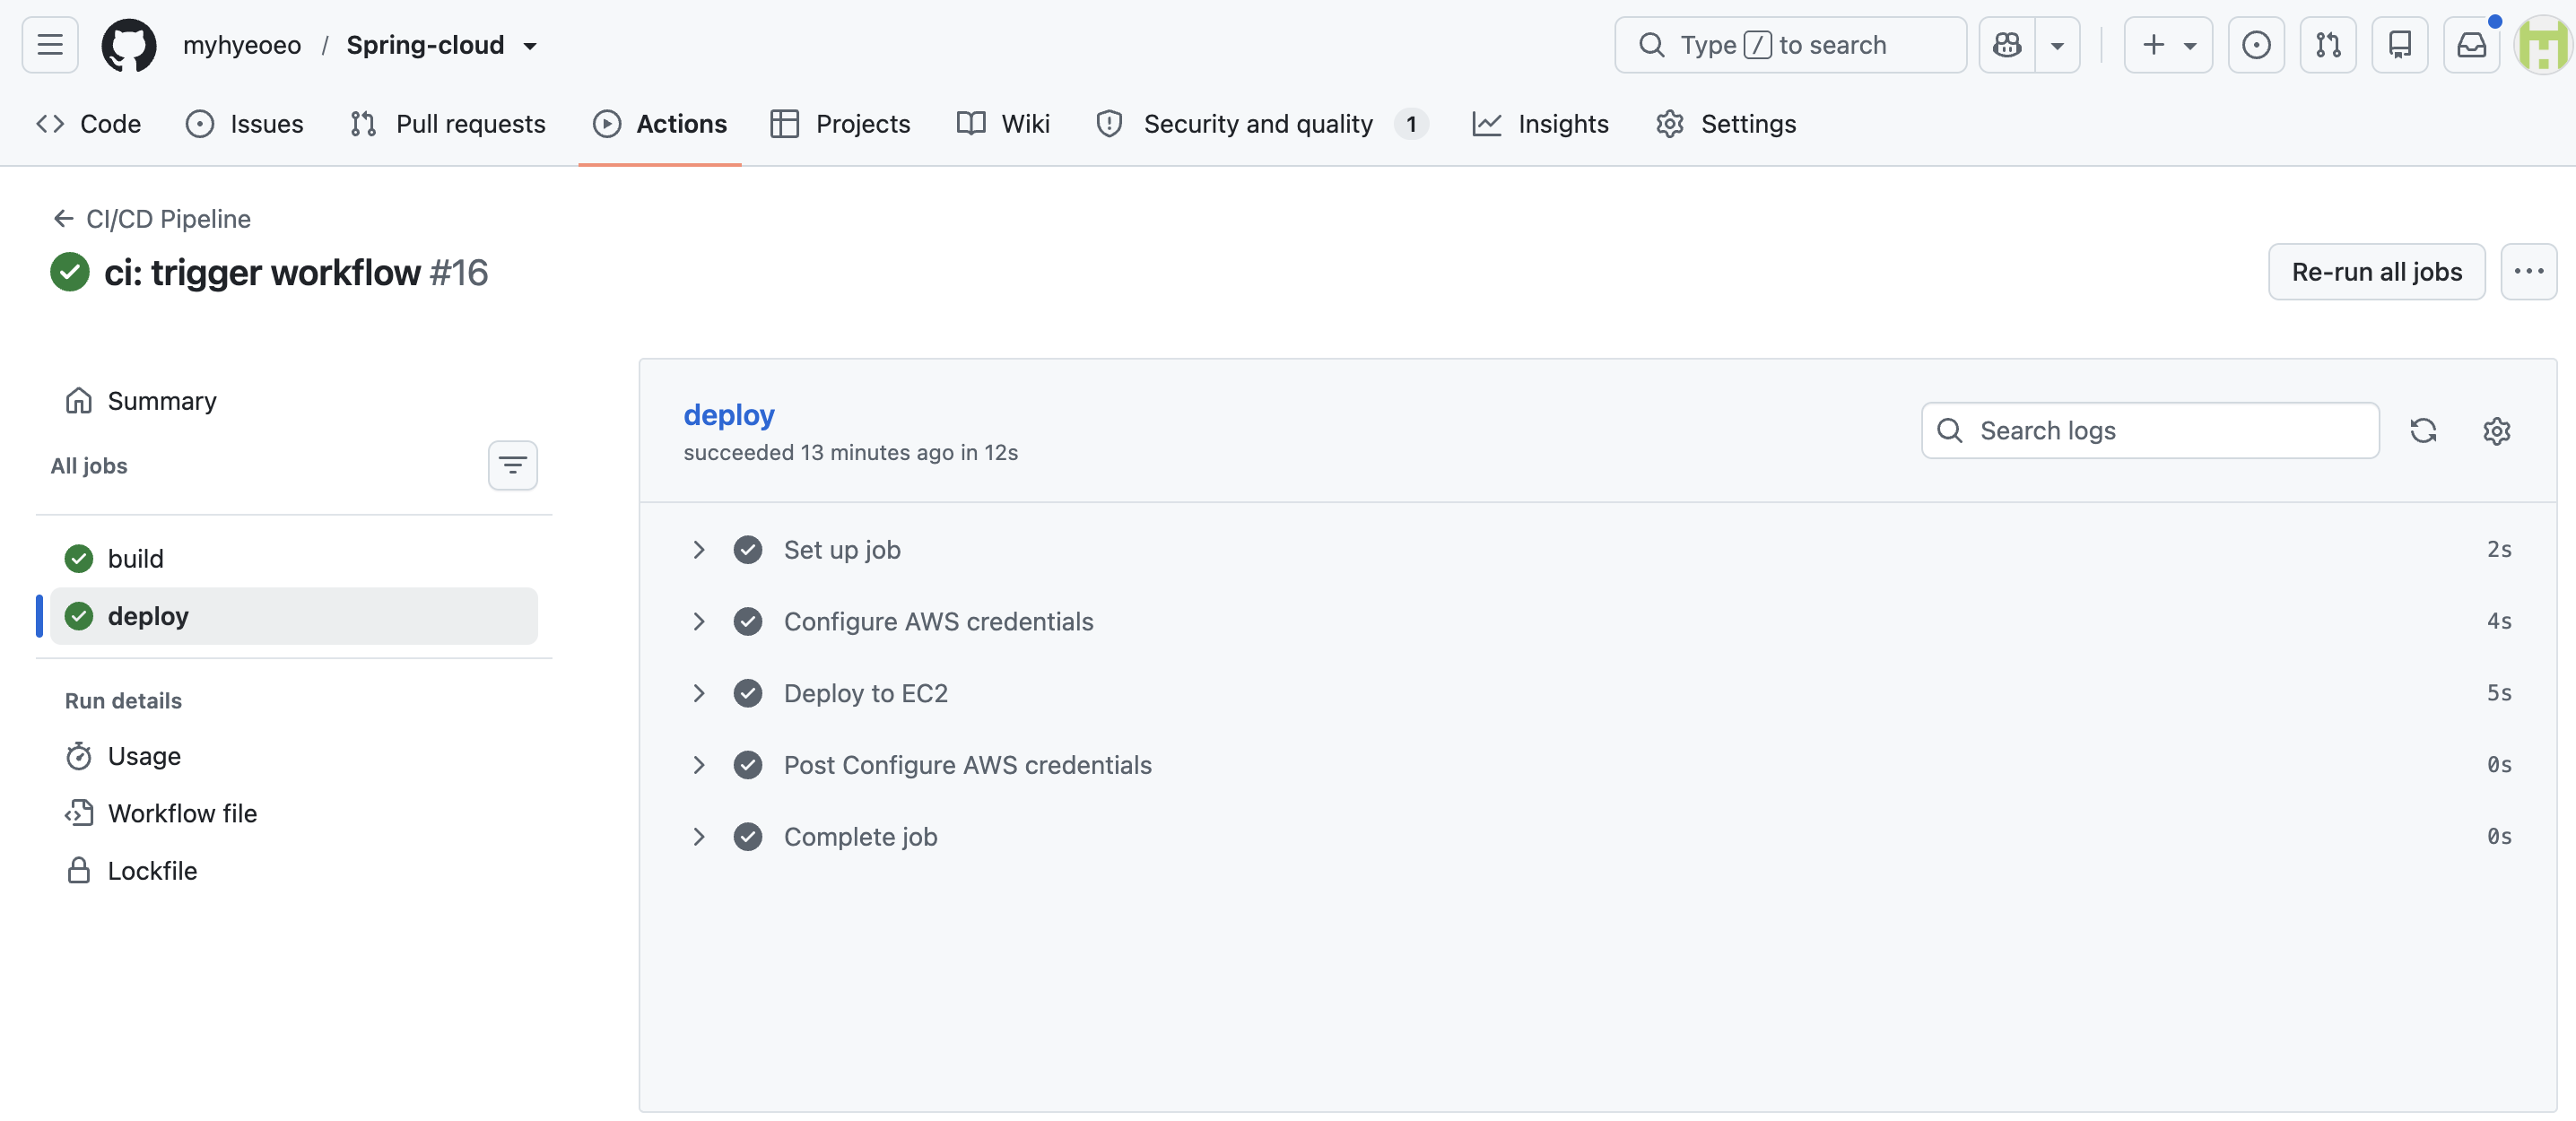 myhyeoeo / Spring-cloud
Type / to search
Code
Issues
Pull requests
Actions
Projects
Wiki
Security and quality 1
Insights
Settings
CI/CD Pipeline
ci: trigger workflow #16
Re-run all jobs
Summary
All jobs
build
deploy
Run details
Usage
Workflow file
Lockfile
deploy
succeeded 13 minutes ago in 12s
Search logs
Set up job 2s
Configure AWS credentials 4s
Deploy to EC2 5s
Post Configure AWS credentials 0s
Complete job 0s